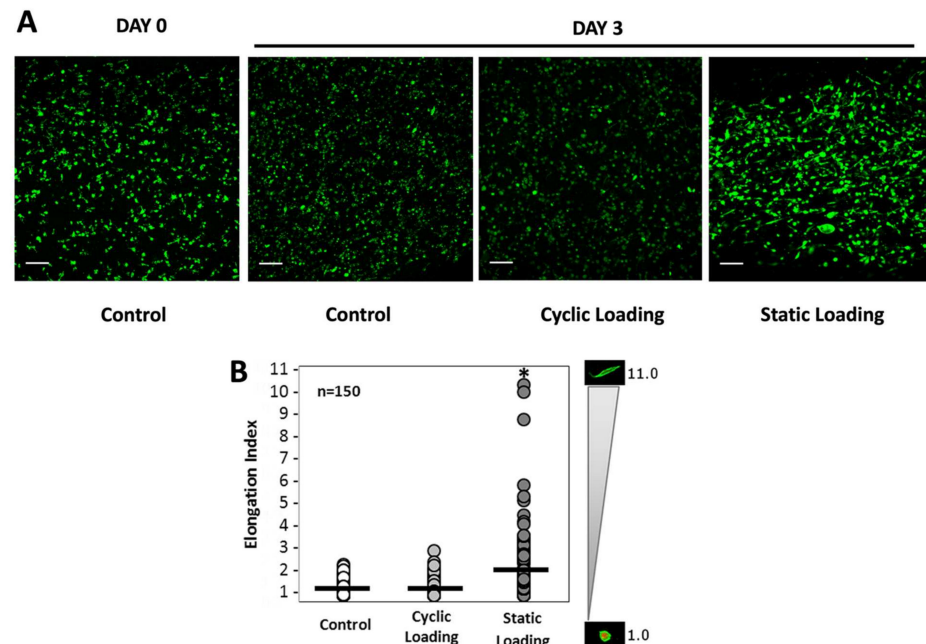 A
DAY 0
DAY 3
Control
Control
Cyclic Loading
Static Loading
B
n=150
Elongation Index
11
10
9
8
7
6
5
4
3
2
1
*
Control
Cyclic
Loading
Static
Loading
11.0
1.0